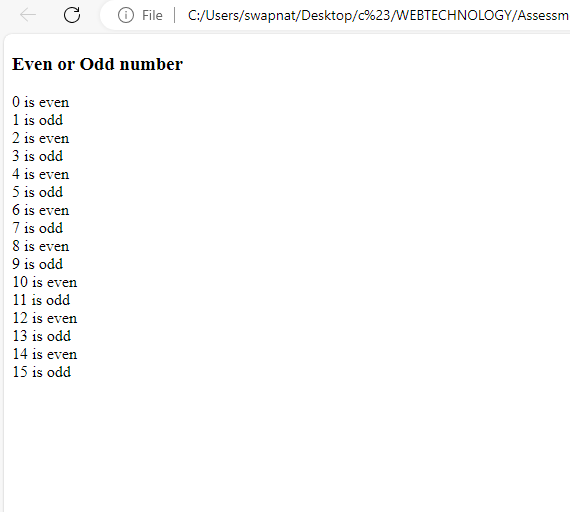 File C:/Users/swapnat/Desktop/c%23/WEBTECHNOLOGY/Assessm
Even or Odd number
0 is even
1 is odd
2 is even
3 is odd
4 is even
5 is odd
6 is even
7 is odd
8 is even
9 is odd
10 is even
11 is odd
12 is even
13 is odd
14 is even
15 is odd